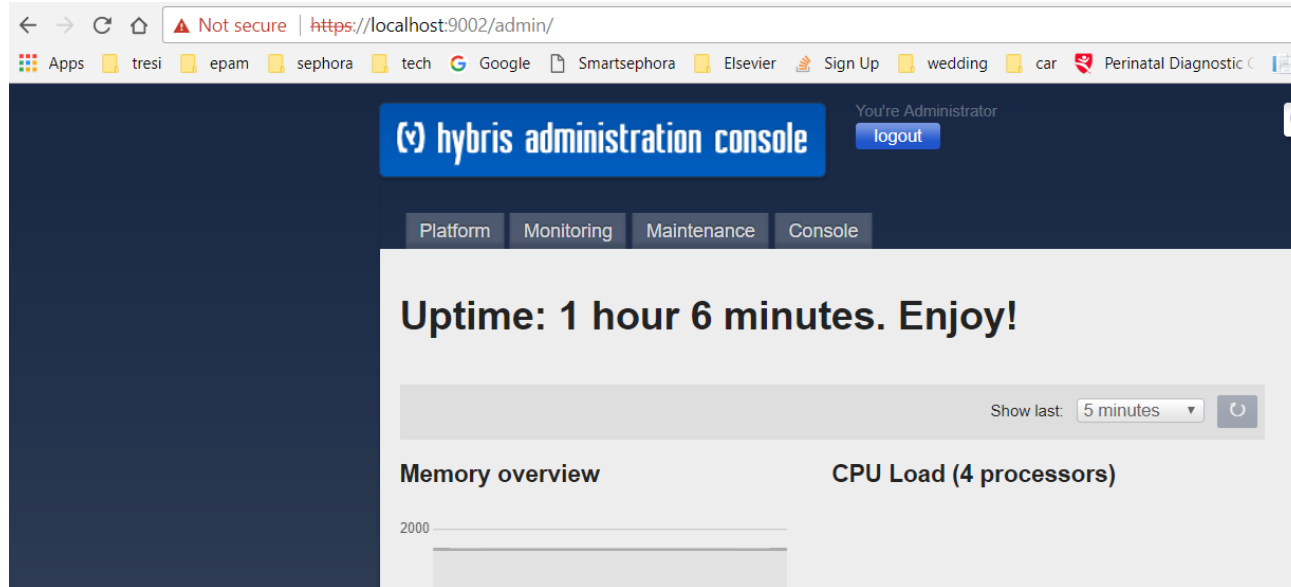 Not secure | https://localhost:9002/admin/
Apps tresi epam sephora tech Google Smartsephora Elsevier Sign Up wedding car Perinatal Diagnostic
You're Administrator
(v) hybris administration console
logout
Platform Monitoring Maintenance Console
Uptime: 1 hour 6 minutes. Enjoy!
Show last: 5 minutes
Memory overview CPU Load (4 processors)
2000